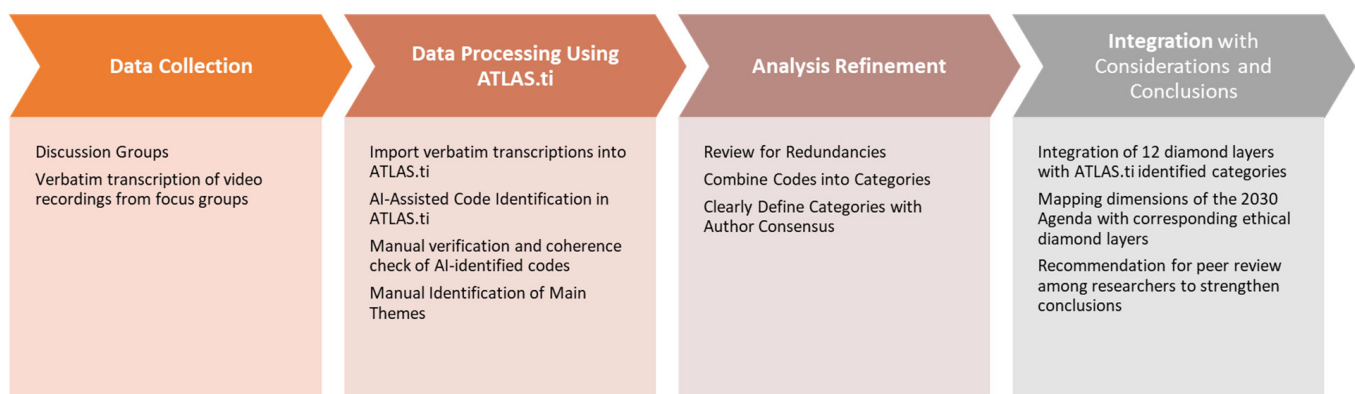 Data Collection
Discussion Groups
Verbatim transcription of video
recordings from focus groups
Data Processing Using
ATLAS.ti
Import verbatim transcriptions into
ATLAS.ti
AI-Assisted Code Identification in
ATLAS.ti
Manual verification and coherence
check of AI-identified codes
Manual Identification of Main
Themes
Analysis Refinement
Review for Redundancies
Combine Codes into Categories
Clearly Define Categories with
Author Consensus
Integration with
Considerations and
Conclusions
Integration of 12 diamond layers
with ATLAS.ti identified categories
Mapping dimensions of the 2030
Agenda with corresponding ethical
diamond layers
Recommendation for peer review
among researchers to strengthen
conclusions